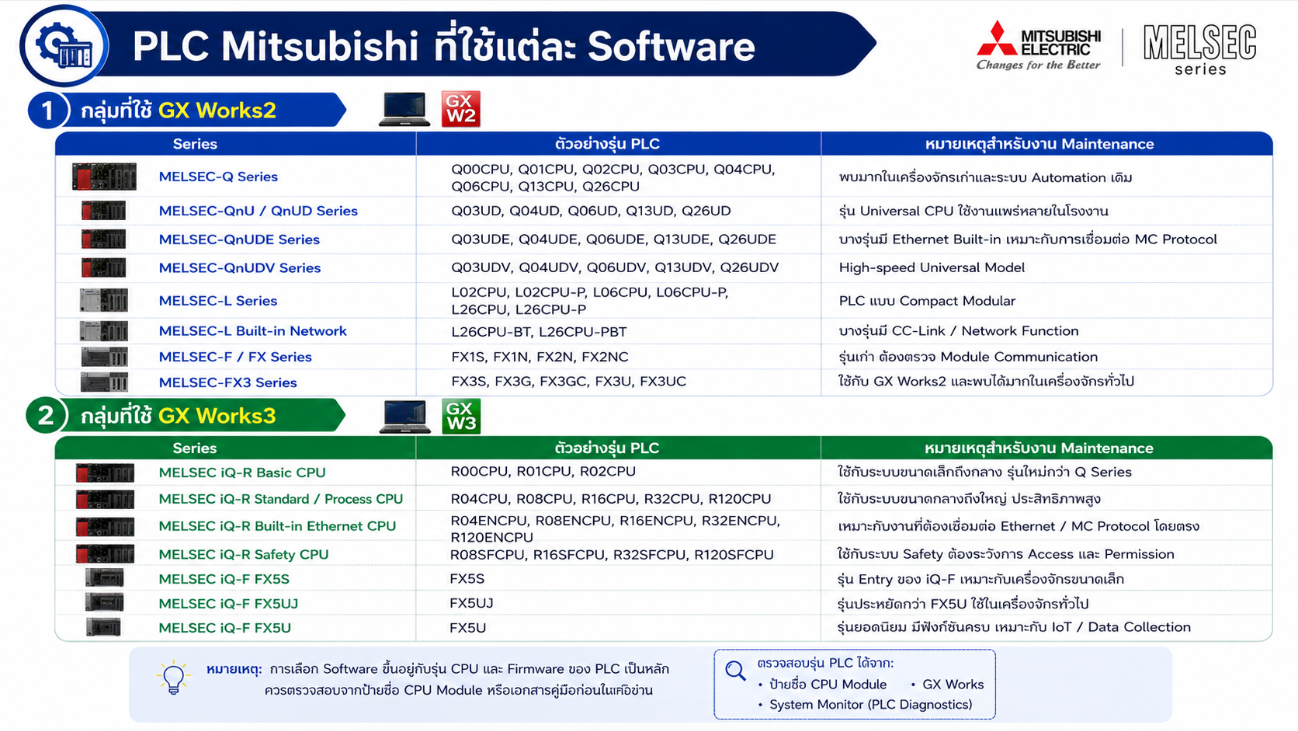 PLC Mitsubishi ที่ใช้แต่ละ Software
MITSUBISHI ELECTRIC
Changes for the Better
MELSEC series
1 กลุ่มที่ใช้ GX Works2
GX W2
Series ตัวอย่างรุ่น PLC หมายเหตุสำหรับงาน Maintenance
MELSEC-Q Series Q00CPU, Q01CPU, Q02CPU, Q03CPU, Q04CPU, Q06CPU, Q13CPU, Q26CPU พบมากในเครื่องจักรเก่าและระบบ Automation เดิม
MELSEC-QnU / QnUD Series Q03UD, Q04UD, Q06UD, Q13UD, Q26UD รุ่น Universal CPU ใช้งานแพร่หลายในโรงงาน
MELSEC-QnUDE Series Q03UDE, Q04UDE, Q06UDE, Q13UDE, Q26UDE บางรุ่นมี Ethernet Built-in เหมาะกับการเชื่อมต่อ MC Protocol
MELSEC-QnUDV Series Q03UDV, Q04UDV, Q06UDV, Q13UDV, Q26UDV High-speed Universal Model
MELSEC-L Series L02CPU, L02CPU-P, L06CPU, L06CPU-P, L26CPU, L26CPU-P PLC แบบ Compact Modular
MELSEC-L Built-in Network L26CPU-BT, L26CPU-PBT บางรุ่นมี CC-Link / Network Function
MELSEC-F / FX Series FX1S, FX1N, FX2N, FX2NC รุ่นเก่า ต้องตรวจ Module Communication
MELSEC-FX3 Series FX3S, FX3G, FX3GC, FX3U, FX3UC ใช้กับ GX Works2 และพบได้มากในเครื่องจักรทั่วไป
2 กลุ่มที่ใช้ GX Works3
GX W3
Series ตัวอย่างรุ่น PLC หมายเหตุสำหรับงาน Maintenance
MELSEC iQ-R Basic CPU R00CPU, R01CPU, R02CPU ใช้กับระบบขนาดเล็กถึงกลาง รุ่นใหม่กว่า Q Series
MELSEC iQ-R Standard / Process CPU R04CPU, R08CPU, R16CPU, R32CPU, R120CPU ใช้กับระบบขนาดกลางถึงใหญ่ ประสิทธิภาพสูง
MELSEC iQ-R Built-in Ethernet CPU R04ENCPU, R08ENCPU, R16ENCPU, R32ENCPU, R120ENCPU เหมาะกับงานที่ต้องเชื่อมต่อ Ethernet / MC Protocol โดยตรง
MELSEC iQ-R Safety CPU R08SFCPU, R16SFCPU, R32SFCPU, R120SFCPU ใช้กับระบบ Safety ต้องระวังการ Access และ Permission
MELSEC iQ-F FX5S FX5S รุ่น Entry ของ iQ-F เหมาะกับเครื่องจักรขนาดเล็ก
MELSEC iQ-F FX5UJ FX5UJ รุ่นประหยัดกว่า FX5U ใช้ในเครื่องจักรทั่วไป
MELSEC iQ-F FX5U FX5U รุ่นยอดนิยม มีฟังก์ชันครบ เหมาะกับ IoT / Data Collection
หมายเหตุ: การเลือก Software ขึ้นอยู่กับรุ่น CPU และ Firmware ของ PLC เป็นหลัก
ควรตรวจสอบจากป้ายชื่อ CPU Module หรือเอกสารคู่มือก่อน
ตรวจสอบรุ่น PLC ได้จาก:
• ป้ายชื่อ CPU Module • GX Works
• System Monitor (PLC Diagnostics)